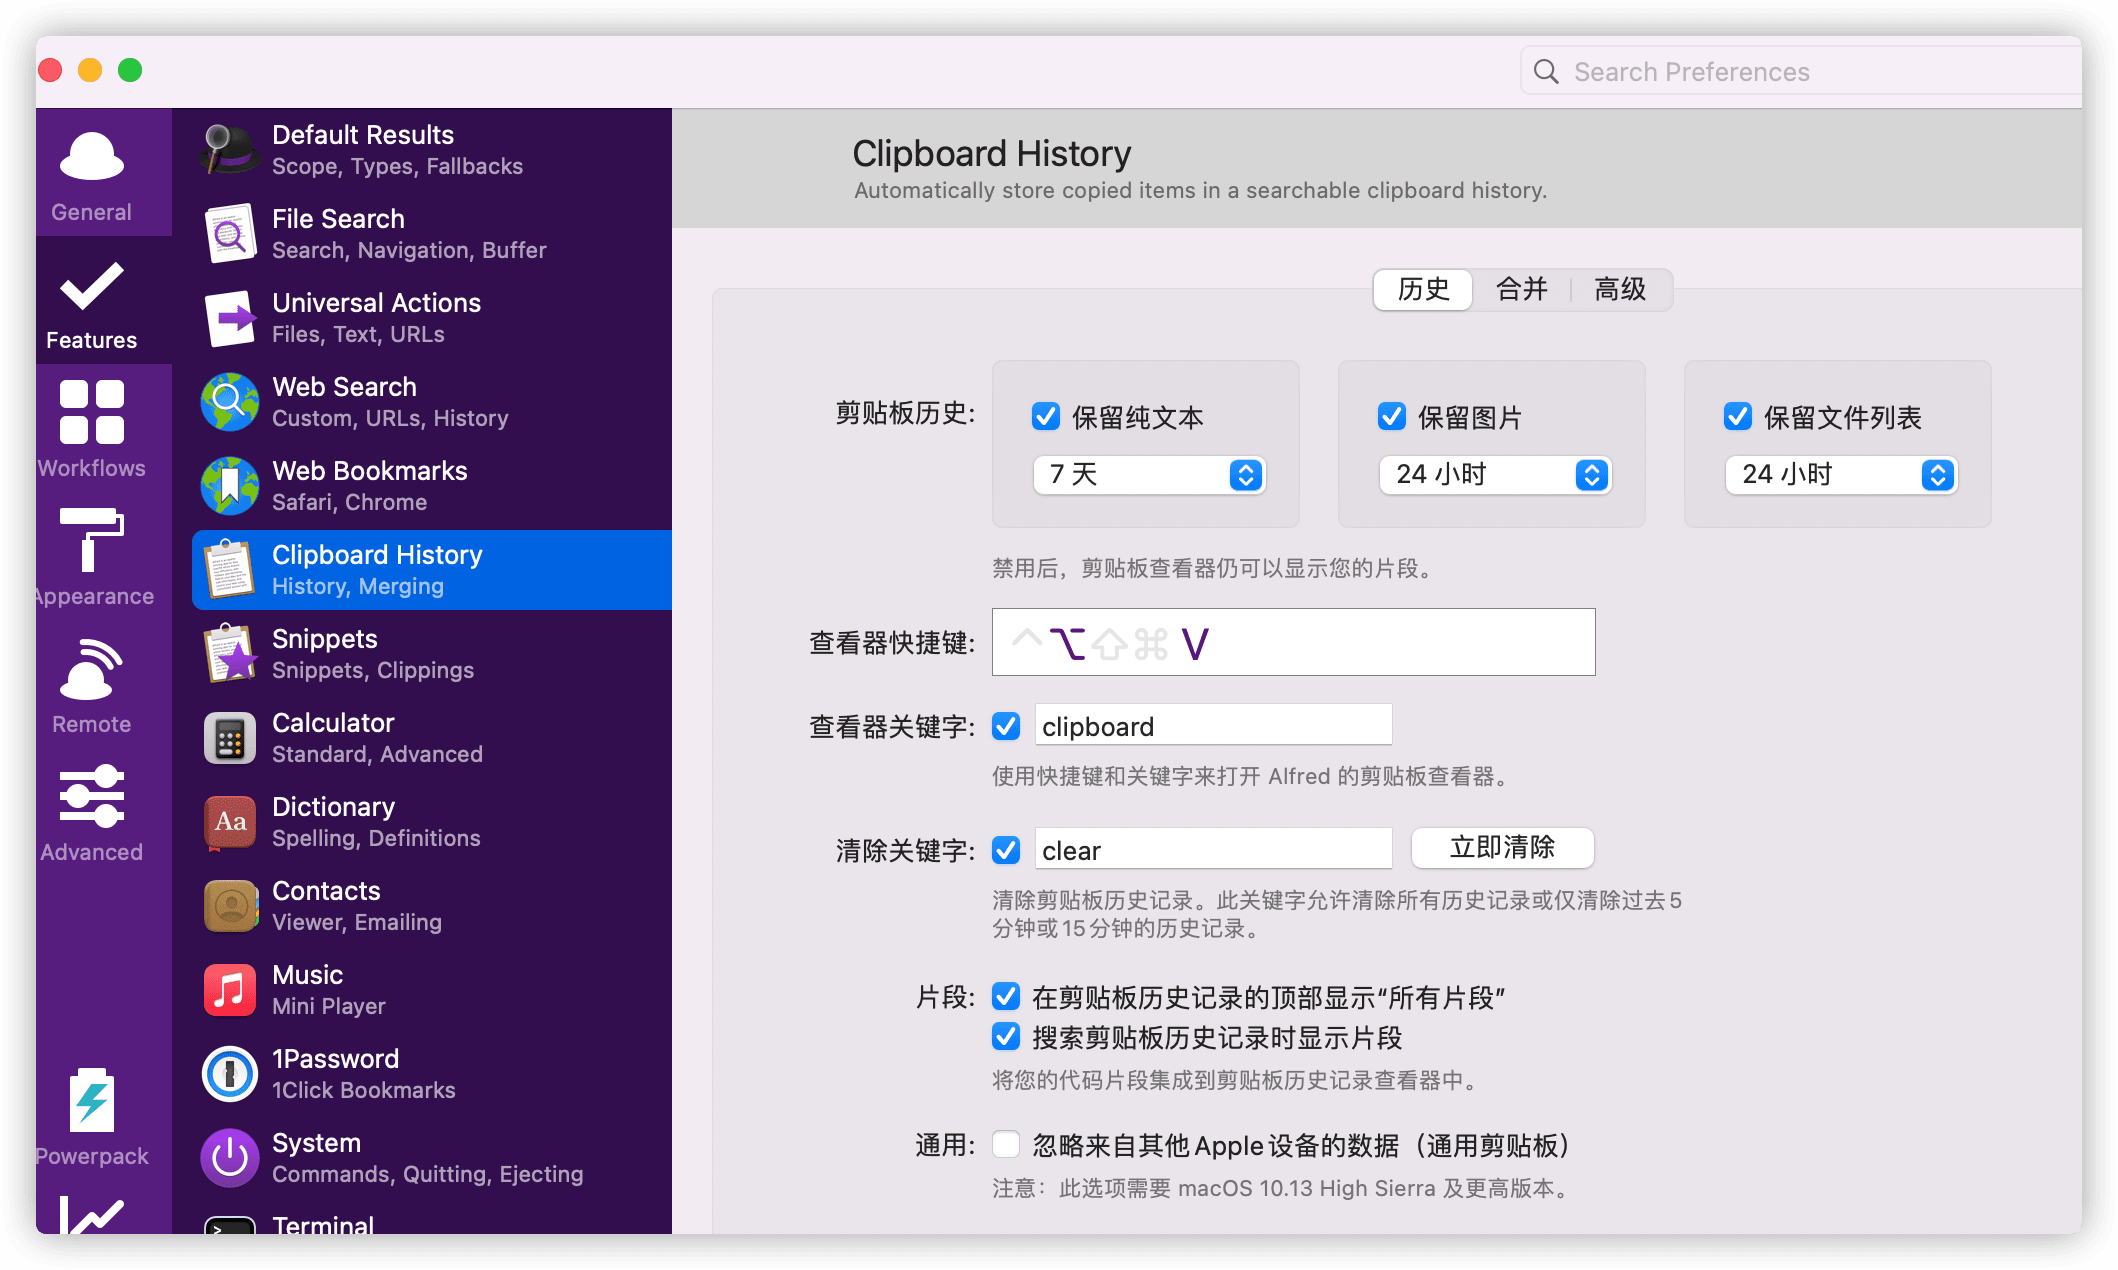 Search Preferences
General
Features
Workflows
Appearance
Remote
Advanced
Powerpack
Default Results
Scope, Types, Fallbacks
File Search
Search, Navigation, Buffer
Universal Actions
Files, Text, URLs
Web Search
Custom, URLs, History
Web Bookmarks
Safari, Chrome
Clipboard History
History, Merging
Snippets
Snippets, Clippings
Calculator
Standard, Advanced
Aa
Dictionary
Spelling, Definitions
Contacts
Viewer, Emailing
Music
Mini Player
1Password
1Click Bookmarks
System
Commands, Quitting, Ejecting
Terminal
Clipboard History
Automatically store copied items in a searchable clipboard history.
历史 合并 高级
剪贴板历史: 保留纯文本 保留图片 保留文件列表
7 天 24 小时 24 小时
禁用后，剪贴板查看器仍可以显示您的片段。
查看器快捷键: ^⌥⇧⌘ V
查看器关键字: clipboard
使用快捷键和关键字来打开 Alfred 的剪贴板查看器。
清除关键字: clear 立即清除
清除剪贴板历史记录。此关键字允许清除所有历史记录或仅清除过去5
分钟或15分钟的历史记录。
片段: 在剪贴板历史记录的顶部显示“所有片段”
搜索剪贴板历史记录时显示片段
将您的代码片段集成到剪贴板历史记录查看器中。
通用: 忽略来自其他Apple设备的数据（通用剪贴板）
注意：此选项需要 macOS 10.13 High Sierra 及更高版本。